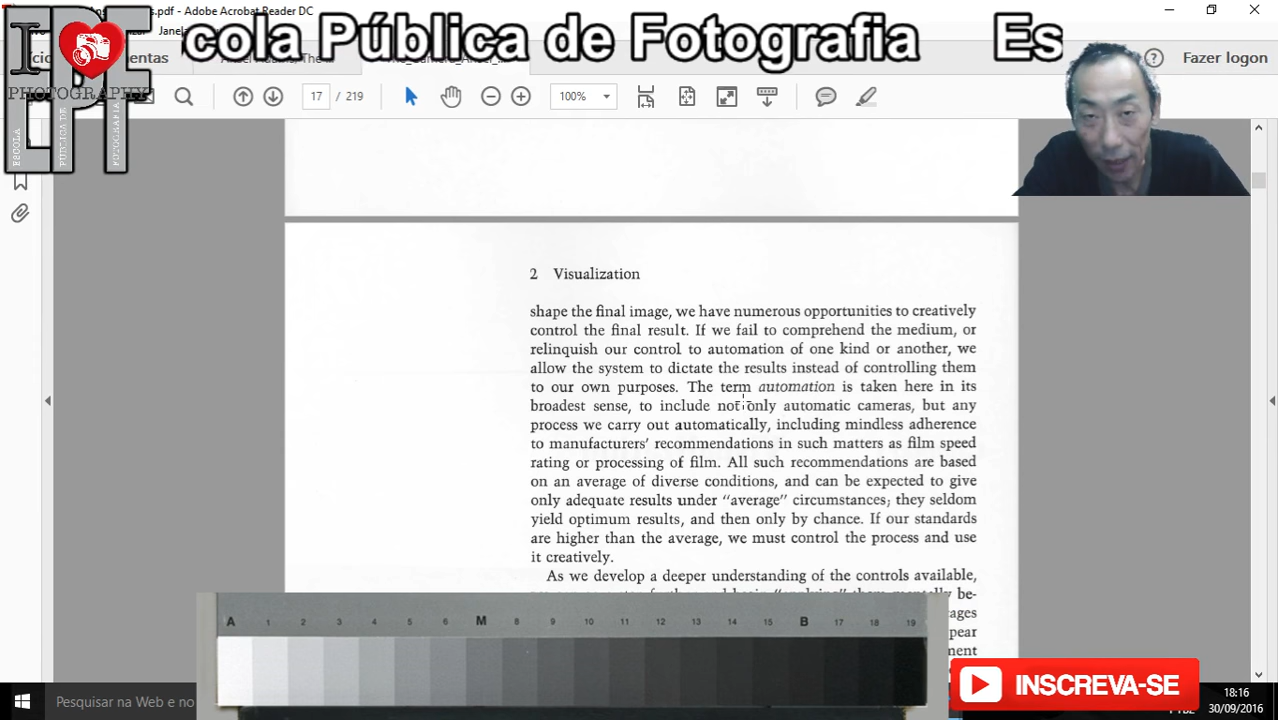 s.pdf - Adobe Acrobat Reader DC
Janela
cola Pública de Fotografia Es
I
EPF
PHOTOGRAPHY
ESCOLA
PÚBLICA DE
FOTOGRAFIA
Fazer logon
17 / 219
100%
2 Visualization
shape the final image, we have numerous opportunities to creatively
control the final result. If we fail to comprehend the medium, or
relinquish our control to automation of one kind or another, we
allow the system to dictate the results instead of controlling them
to our own purposes. The term automation is taken here in its
broadest sense, to include not only automatic cameras, but any
process we carry out automatically, including mindless adherence
to manufacturers' recommendations in such matters as film speed
rating or processing of film. All such recommendations are based
on an average of diverse conditions, and can be expected to give
only adequate results under "average" circumstances; they seldom
yield optimum results, and then only by chance. If our standards
are higher than the average, we must control the process and use
it creatively.
As we develop a deeper understanding of the controls available,
be-
ages
pear
ment
A 1 2 3 4 5 6 M 8 9 10 11 12 13 14 15 B 17 18 19
INSCREVA-SE
Pesquisar na Web e no
18:16
30/09/2016